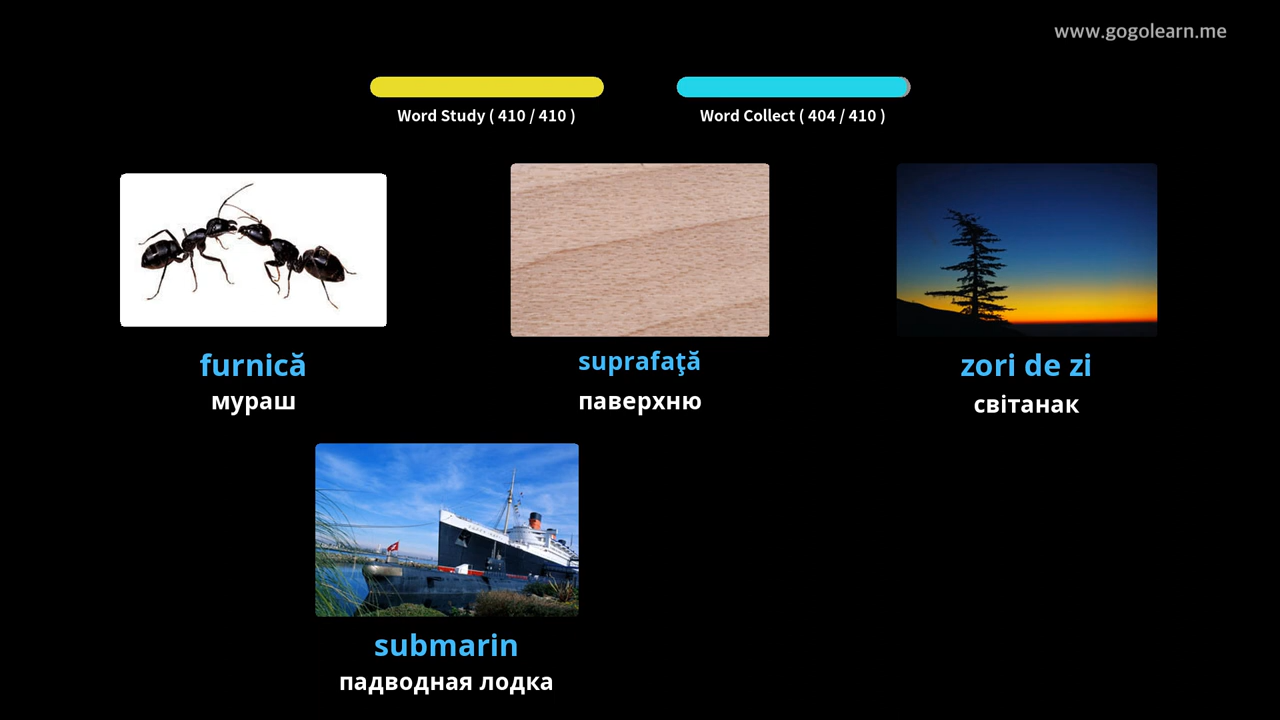 www.gogolearn.me
Word Study ( 410 / 410 )
Word Collect ( 404 / 410 )
furnică
мураш
suprafaţă
паверхню
zori de zi
світанак
submarin
падводная лодка